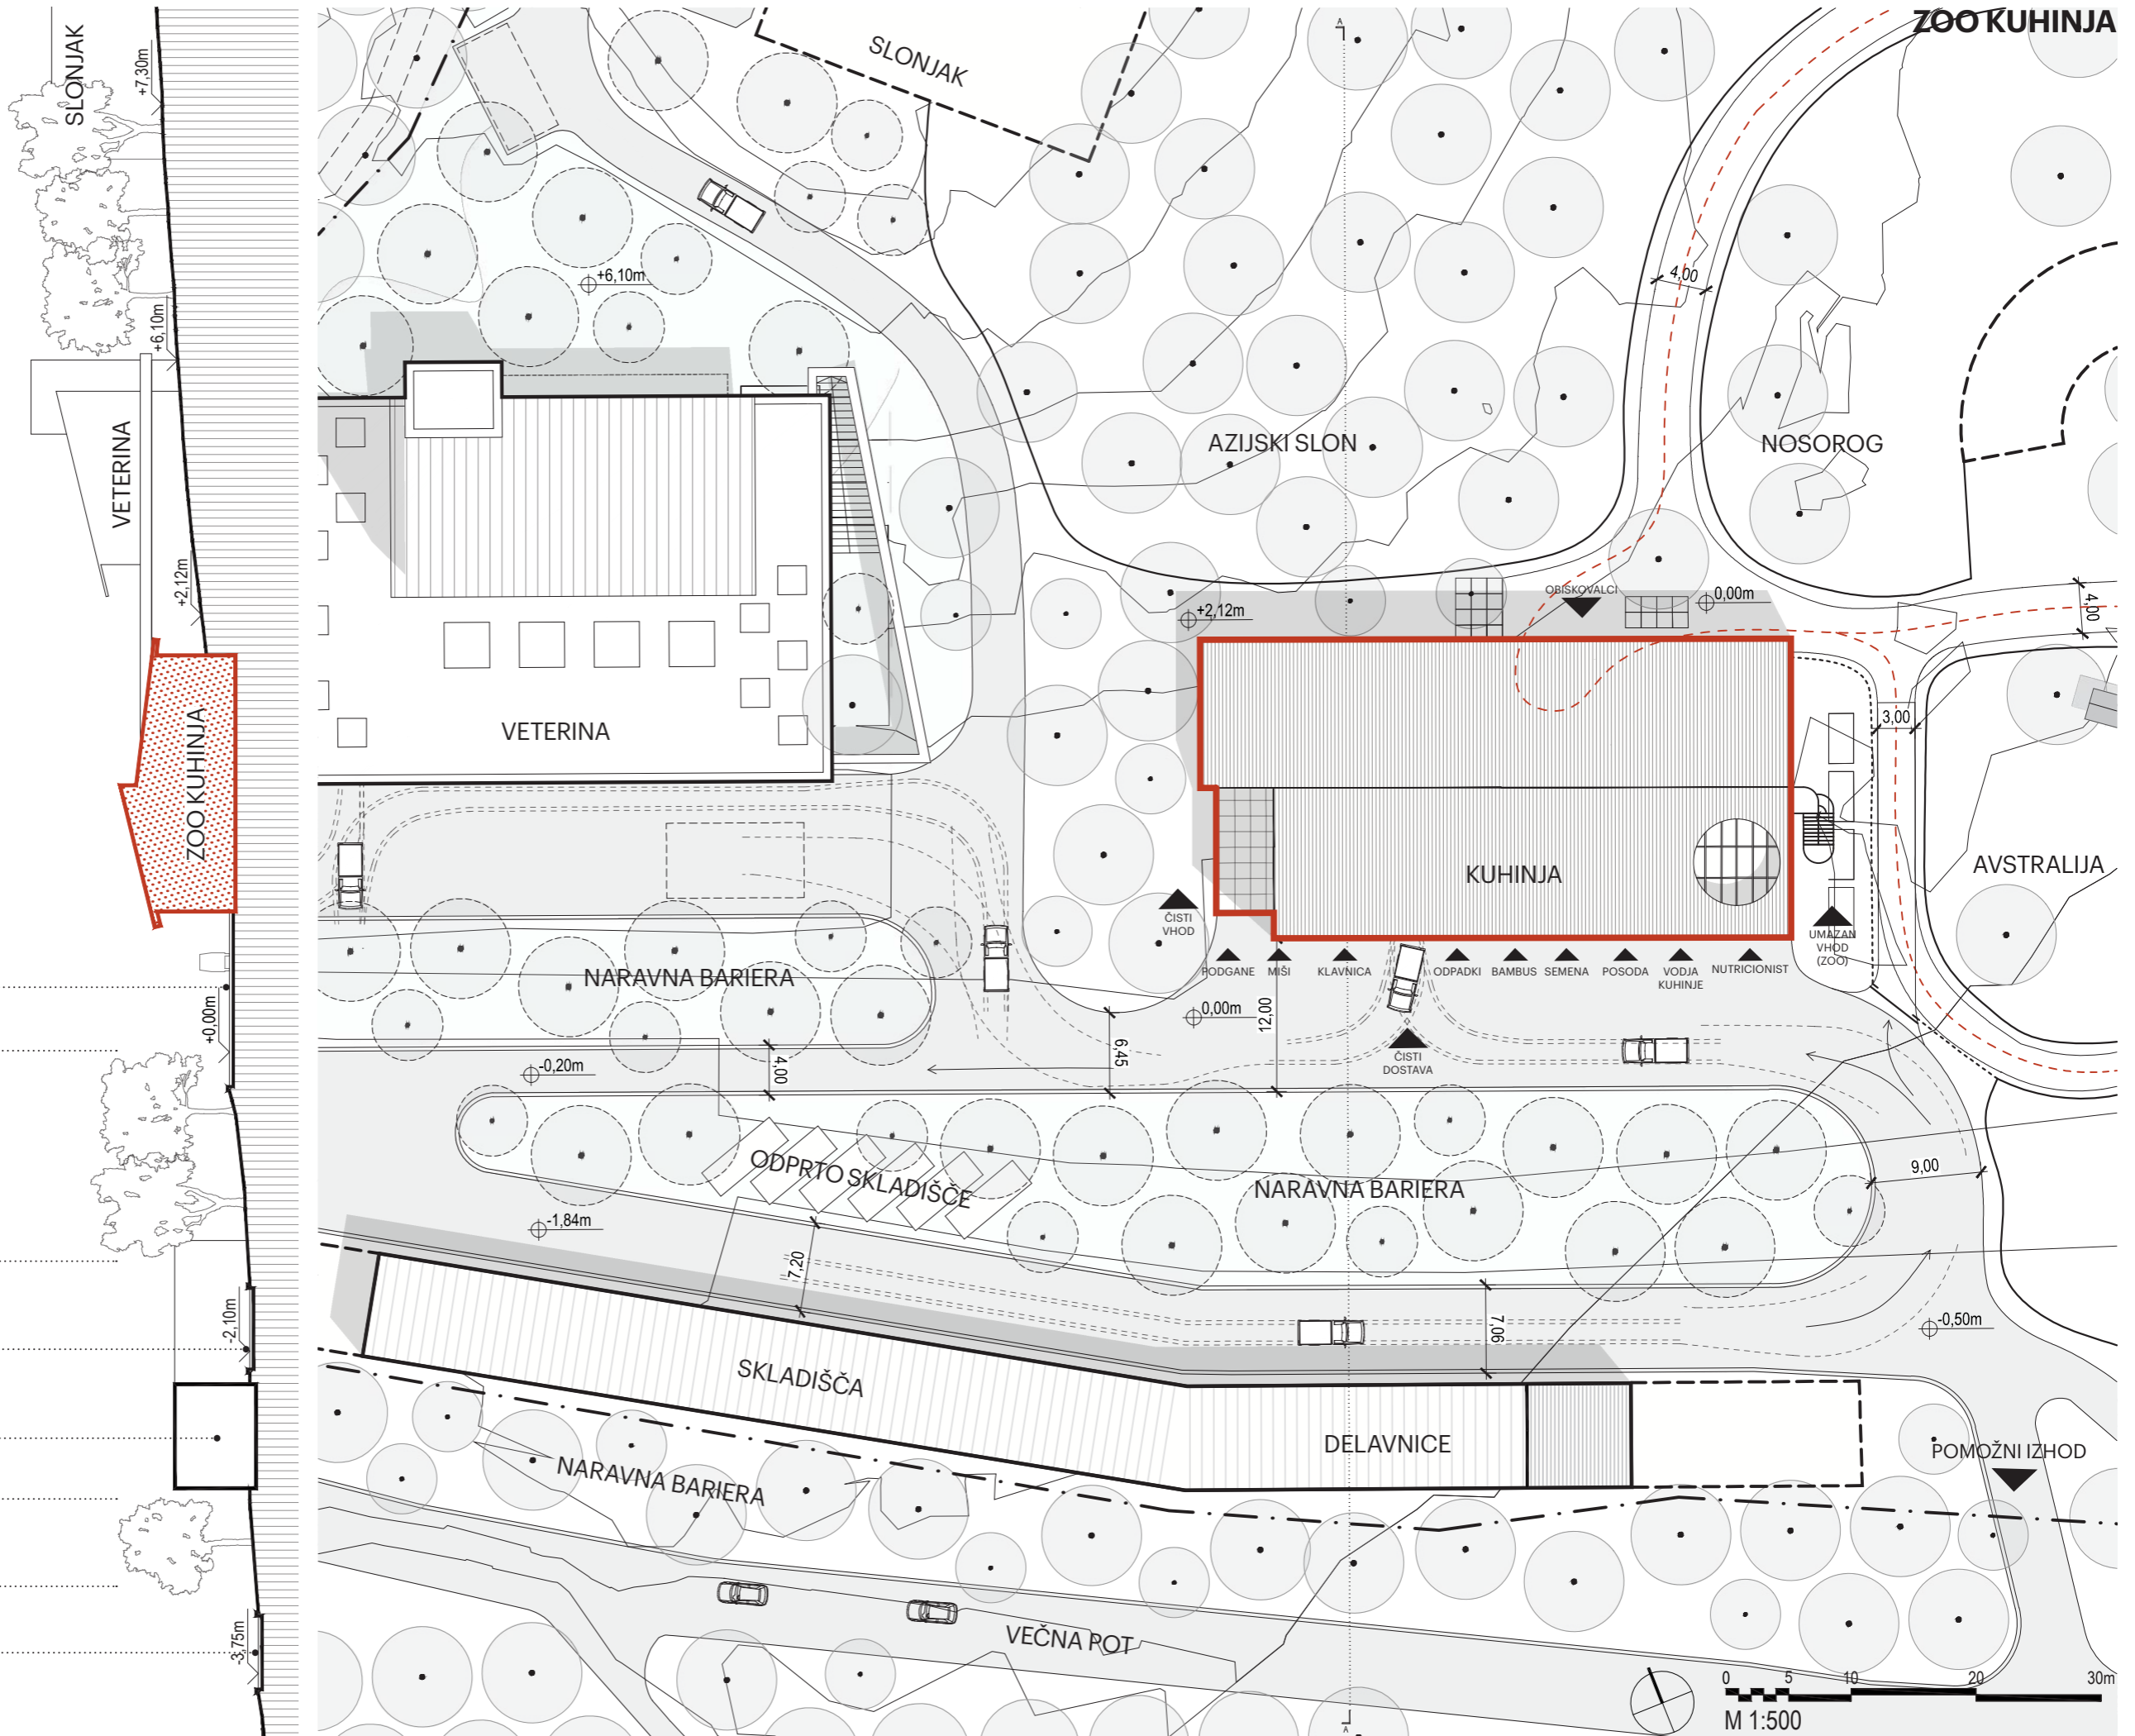 ZOO KUHINJA
SLONJAK
+7,30m
+6,10m
VETERINA
+2,12m
ZOO KUHINJA
+0,00m
-2,10m
-3,75m
A
SLONJAK
+6,10m
4,00
AZIJSKI SLON
NOSOROG
OBISKOVALCI
0,00m
+2,12m
4,00
3,00
VETERINA
KUHINJA
AVSTRALIJA
ČISTI
VHOD
UMAZAN
VHOD
(ZOO)
PODGANE
MIŠI
KLAVNICA
ODPADKI
BAMBUS
SEMENA
POSODA
VODJA
KUHINJE
NUTRICIONIST
NARAVNA BARIERA
0,00m
12,00
6,45
4,00
-0,20m
ČISTI
DOSTAVA
ODPRTO SKLADIŠČE
NARAVNA BARIERA
9,00
-1,84m
7,20
7,06
-0,50m
SKLADIŠČA
DELAVNICE
POMOŽNI IZHOD
NARAVNA BARIERA
VEČNA POT
A
0 5 10 20 30m
M 1:500